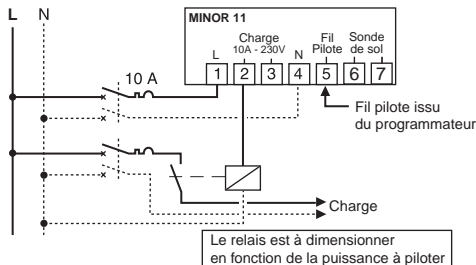 L N
MINOR 11
Charge
10A - 230V
L
N
Fil
Pilote
Sonde
de sol
1 2 3 4 5 6 7
10 A
Fil pilote issu
du programmateur
Charge
Le relais est à dimensionner
en fonction de la puissance à piloter